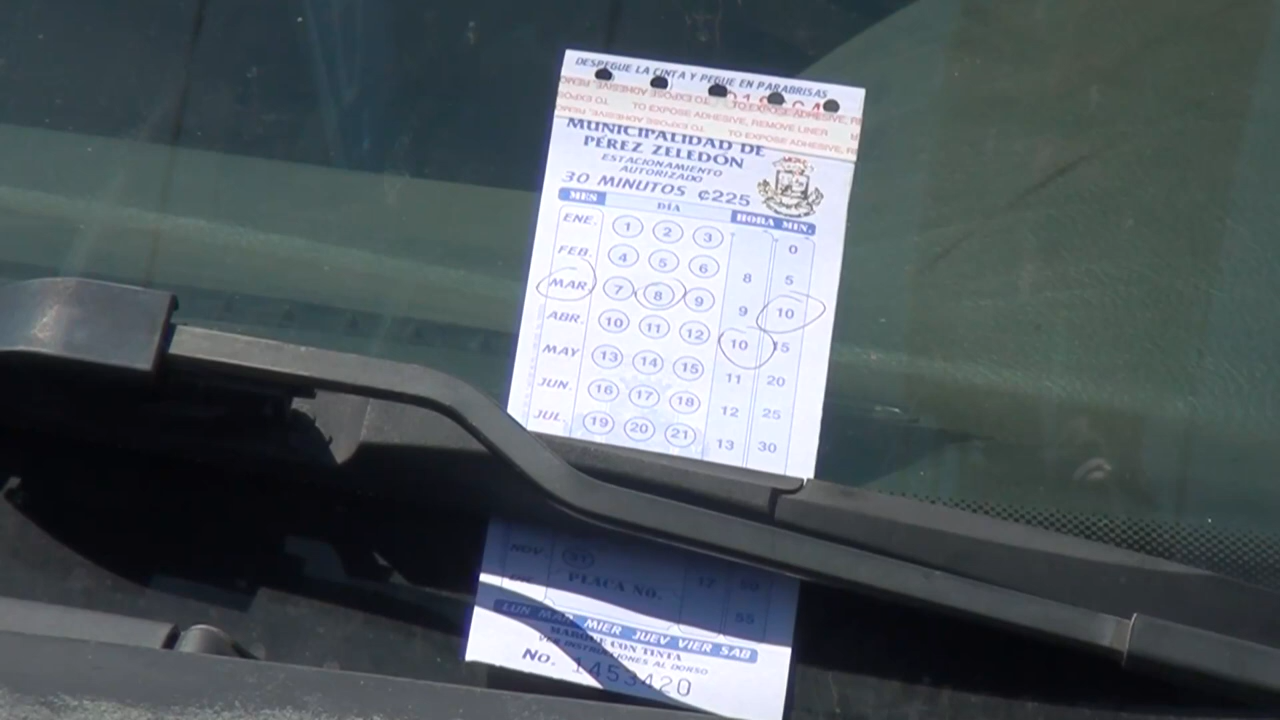 DESPEGUE LA CINTA Y PEGUE EN PARABRISAS
TO EXPOSE ADHESIVE, REMOVE LINER
MUNICIPALIDAD DE
PÉREZ ZELEDÓN
ESTACIONAMIENTO
AUTORIZADO
30 MINUTOS ¢225
MES DÍA HORA MIN.
ENE. 1 2 3 0
FEB. 4 5 6 8 5
MAR. 7 8 9 9 10
ABR. 10 11 12 10 15
MAY 13 14 15 11 20
JUN. 16 17 18 12 25
JUL. 19 20 21 13 30
NOV. 31 17 50
PLACA NO. 55
LUN MAR MIER JUEV VIER SAB
MARQUE CON TINTA
VER INSTRUCCIONES AL DORSO
No. 1453420